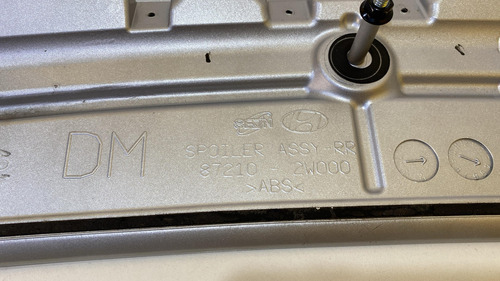 DM
SPOILER ASSY-RR
87210 - 2W000
>ABS<